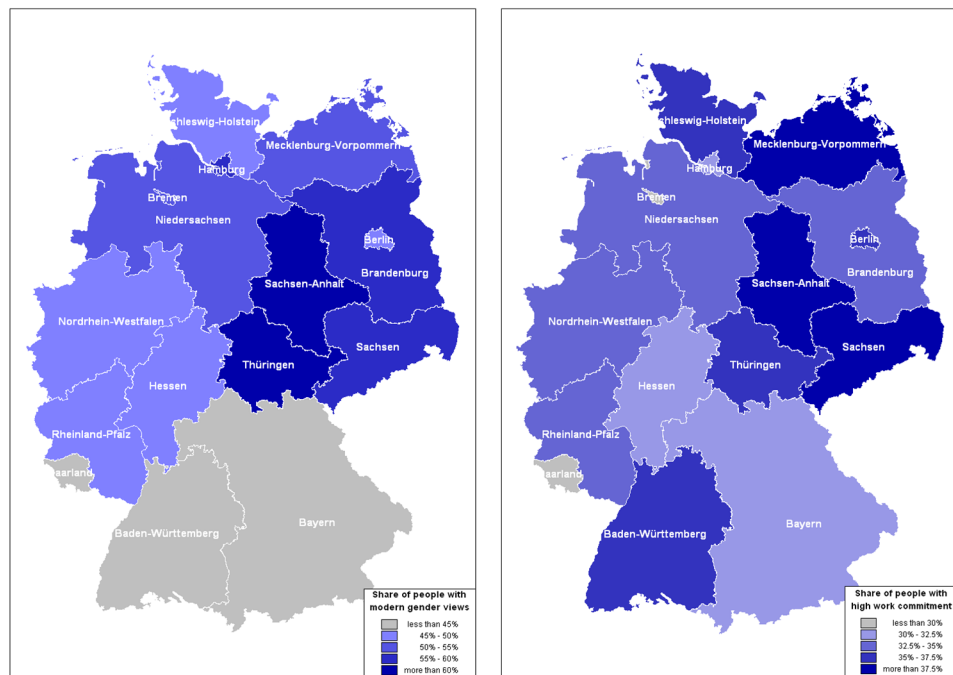 chleswig-Holstein
Mecklenburg-Vorpommern
Hamburg
Bremen
Niedersachsen
Berlin
Brandenburg
Sachsen-Anhalt
Nordrhein-Westfalen
Sachsen
Thüringen
Hessen
Rheinland-Pfalz
aarland
Bayern
Baden-Württemberg
Share of people with
modern gender views
less than 45%
45% - 50%
50% - 55%
55% - 60%
more than 60%
chleswig-Holstein
Mecklenburg-Vorpommern
Hamburg
Bremen
Niedersachsen
Berlin
Brandenburg
Sachsen-Anhalt
Nordrhein-Westfalen
Sachsen
Thüringen
Hessen
Rheinland-Pfalz
aarland
Bayern
Baden-Württemberg
Share of people with
high work commitment
less than 30%
30% - 32.5%
32.5% - 35%
35% - 37.5%
more than 37.5%